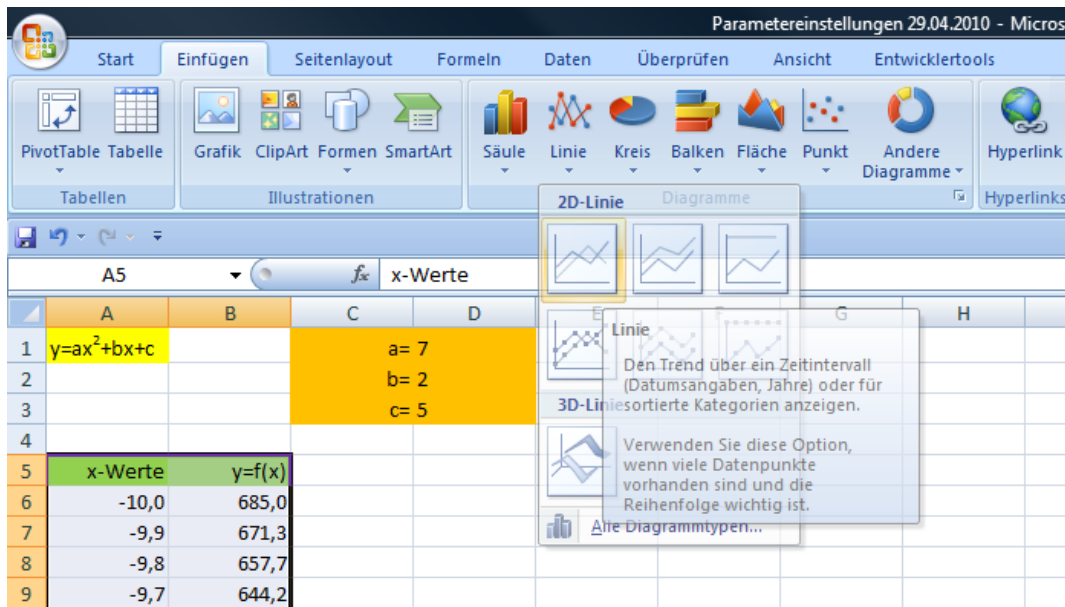 Parametereinstellungen 29.04.2010 - Micros
Start Einfügen Seitenlayout Formeln Daten Überprüfen Ansicht Entwicklertools
PivotTable Tabelle Grafik ClipArt Formen SmartArt Säule Linie Kreis Balken Fläche Punkt Andere Diagramme Hyperlink
Tabellen Illustrationen Diagramme Hyperlinks
2D-Linie
A5 fx x-Werte
A B C D E F G H
1 y=ax²+bx+c a= 7
2 b= 2
3 c= 5
4
5 x-Werte y=f(x)
6 -10,0 685,0
7 -9,9 671,3
8 -9,8 657,7
9 -9,7 644,2
Linie
Den Trend über ein Zeitintervall
(Datumsangaben, Jahre) oder für
sortierte Kategorien anzeigen.
Verwenden Sie diese Option,
wenn viele Datenpunkte
vorhanden sind und die
Reihenfolge wichtig ist.
3D-Linie
Alle Diagrammtypen...